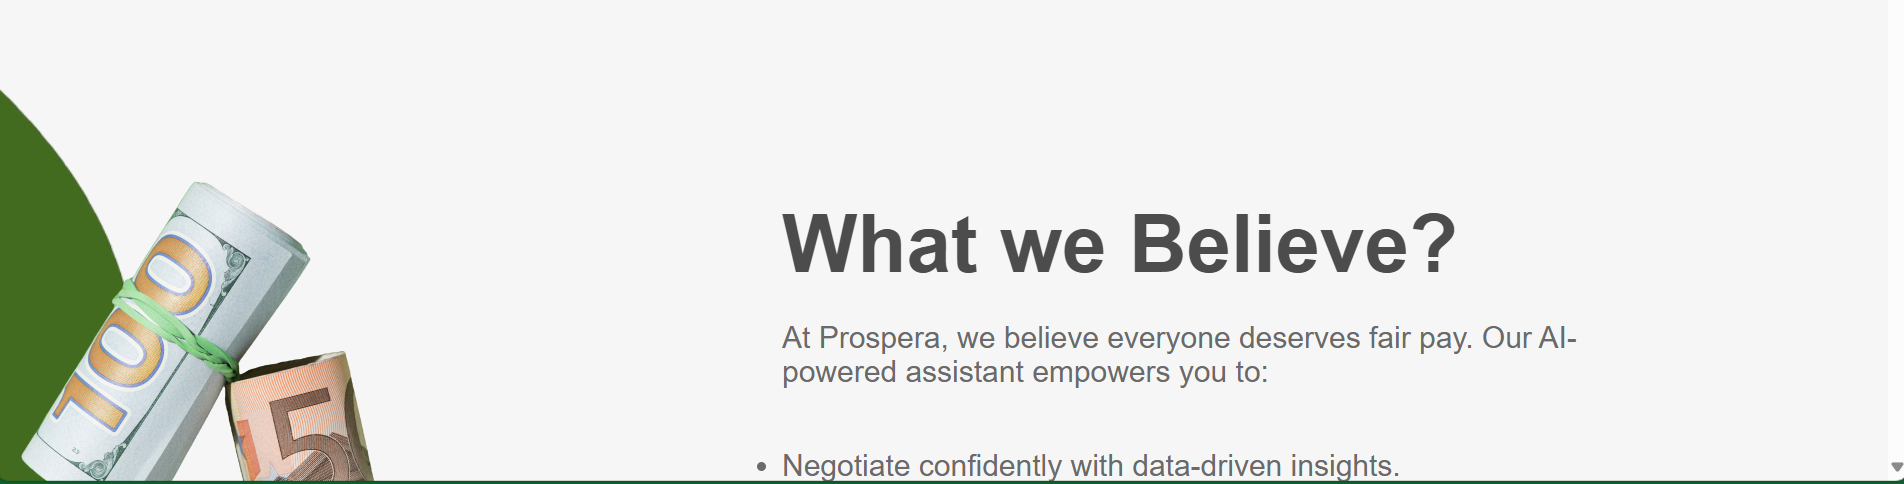 What we Believe?
At Prospera, we believe everyone deserves fair pay. Our AI-
powered assistant empowers you to:
• Negotiate confidently with data-driven insights.
100
5